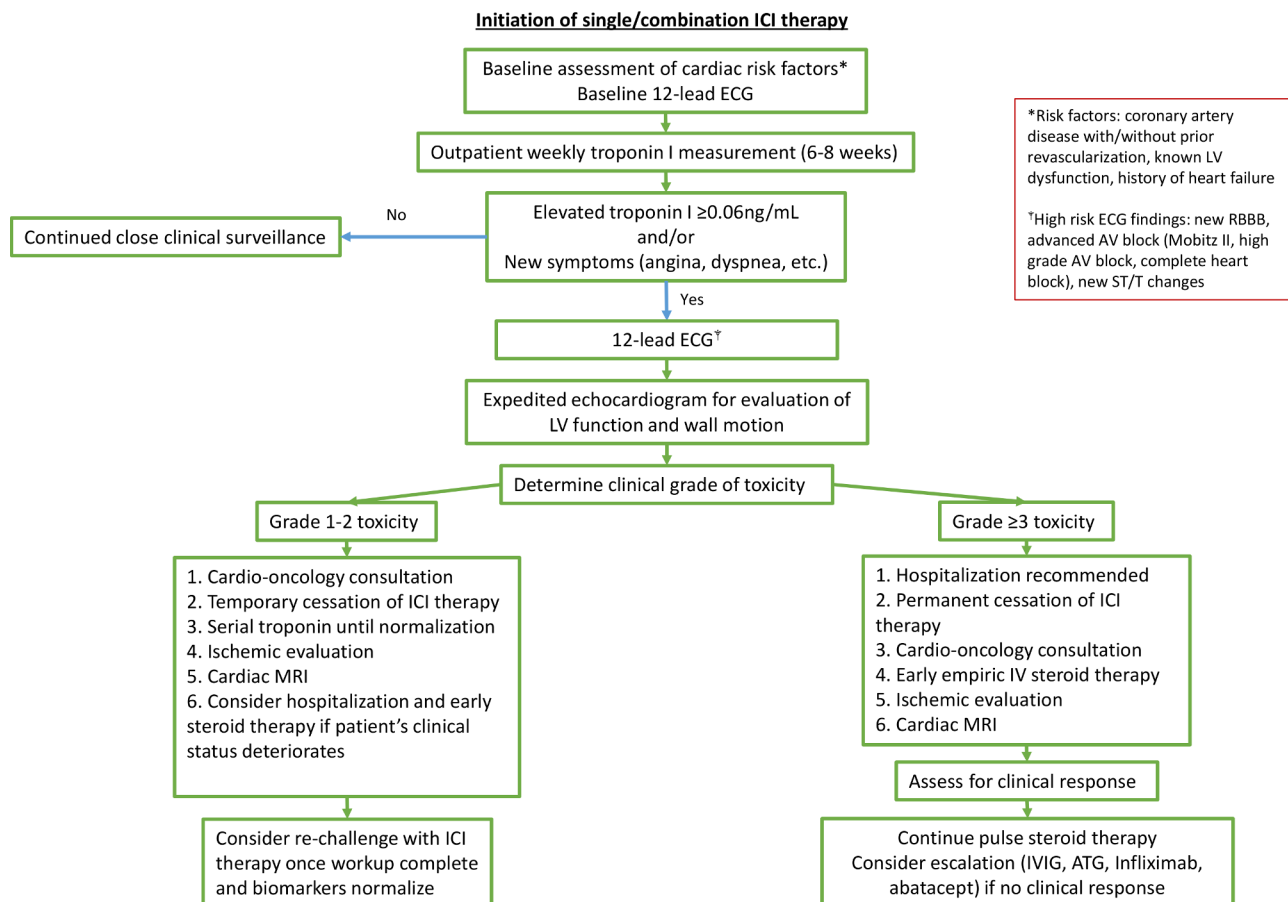 Initiation of single/combination ICI therapy
Baseline assessment of cardiac risk factors*
Baseline 12-lead ECG
*Risk factors: coronary artery
disease with/without prior
revascularization, known LV
dysfunction, history of heart failure
†High risk ECG findings: new RBBB,
advanced AV block (Mobitz II, high
grade AV block, complete heart
block), new ST/T changes
Outpatient weekly troponin I measurement (6-8 weeks)
Elevated troponin I ≥0.06ng/mL
and/or
New symptoms (angina, dyspnea, etc.)
No
Continued close clinical surveillance
Yes
12-lead ECG†
Expedited echocardiogram for evaluation of
LV function and wall motion
Determine clinical grade of toxicity
Grade 1-2 toxicity
1. Cardio-oncology consultation
2. Temporary cessation of ICI therapy
3. Serial troponin until normalization
4. Ischemic evaluation
5. Cardiac MRI
6. Consider hospitalization and early
steroid therapy if patient's clinical
status deteriorates
Consider re-challenge with ICI
therapy once workup complete
and biomarkers normalize
Grade ≥3 toxicity
1. Hospitalization recommended
2. Permanent cessation of ICI
therapy
3. Cardio-oncology consultation
4. Early empiric IV steroid therapy
5. Ischemic evaluation
6. Cardiac MRI
Assess for clinical response
Continue pulse steroid therapy
Consider escalation (IVIG, ATG, Infliximab,
abatacept) if no clinical response